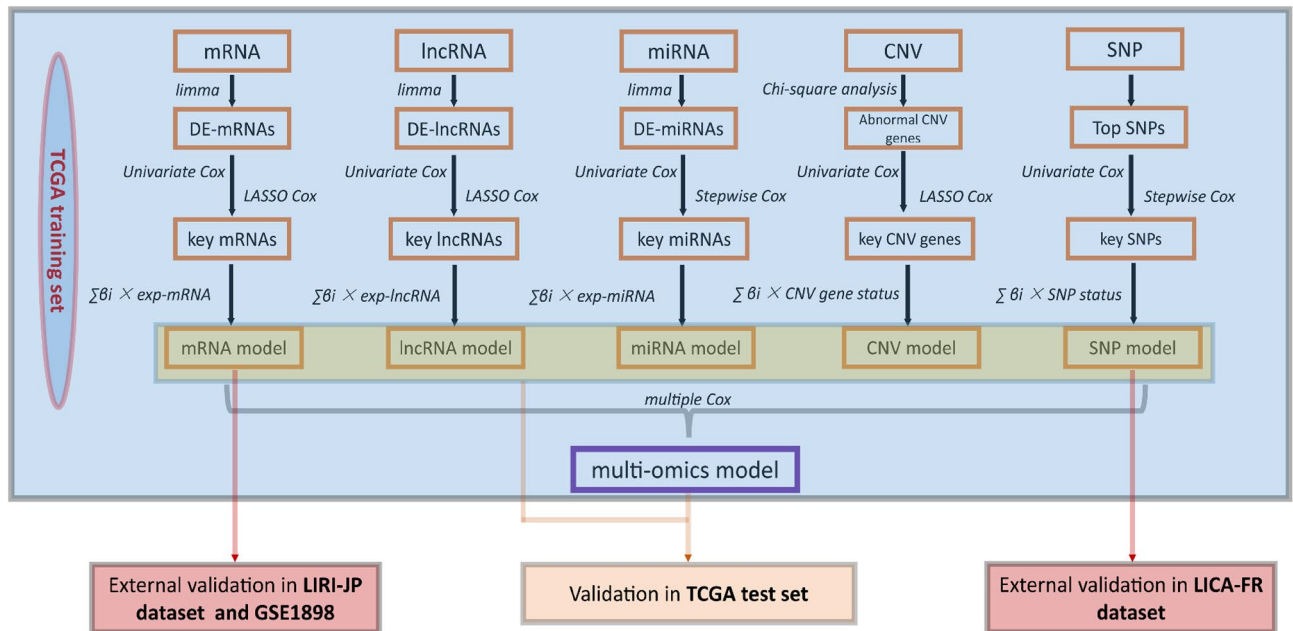 mRNA
lncRNA
miRNA
CNV
SNP
limma
limma
limma
Chi-square analysis
DE-mRNAs
DE-lncRNAs
DE-miRNAs
Abnormal CNV
genes
Top SNPs
TCGA training set
Univariate Cox
LASSO Cox
Univariate Cox
LASSO Cox
Univariate Cox
Stepwise Cox
Univariate Cox
LASSO Cox
Univariate Cox
Stepwise Cox
key mRNAs
key lncRNAs
key miRNAs
key CNV genes
key SNPs
∑βi × exp-mRNA
∑βi × exp-lncRNA
∑βi × exp-miRNA
∑ βi × CNV gene status
∑ βi × SNP status
mRNA model
lncRNA model
miRNA model
CNV model
SNP model
multiple Cox
multi-omics model
External validation in LIRI-JP
dataset and GSE1898
Validation in TCGA test set
External validation in LICA-FR
dataset